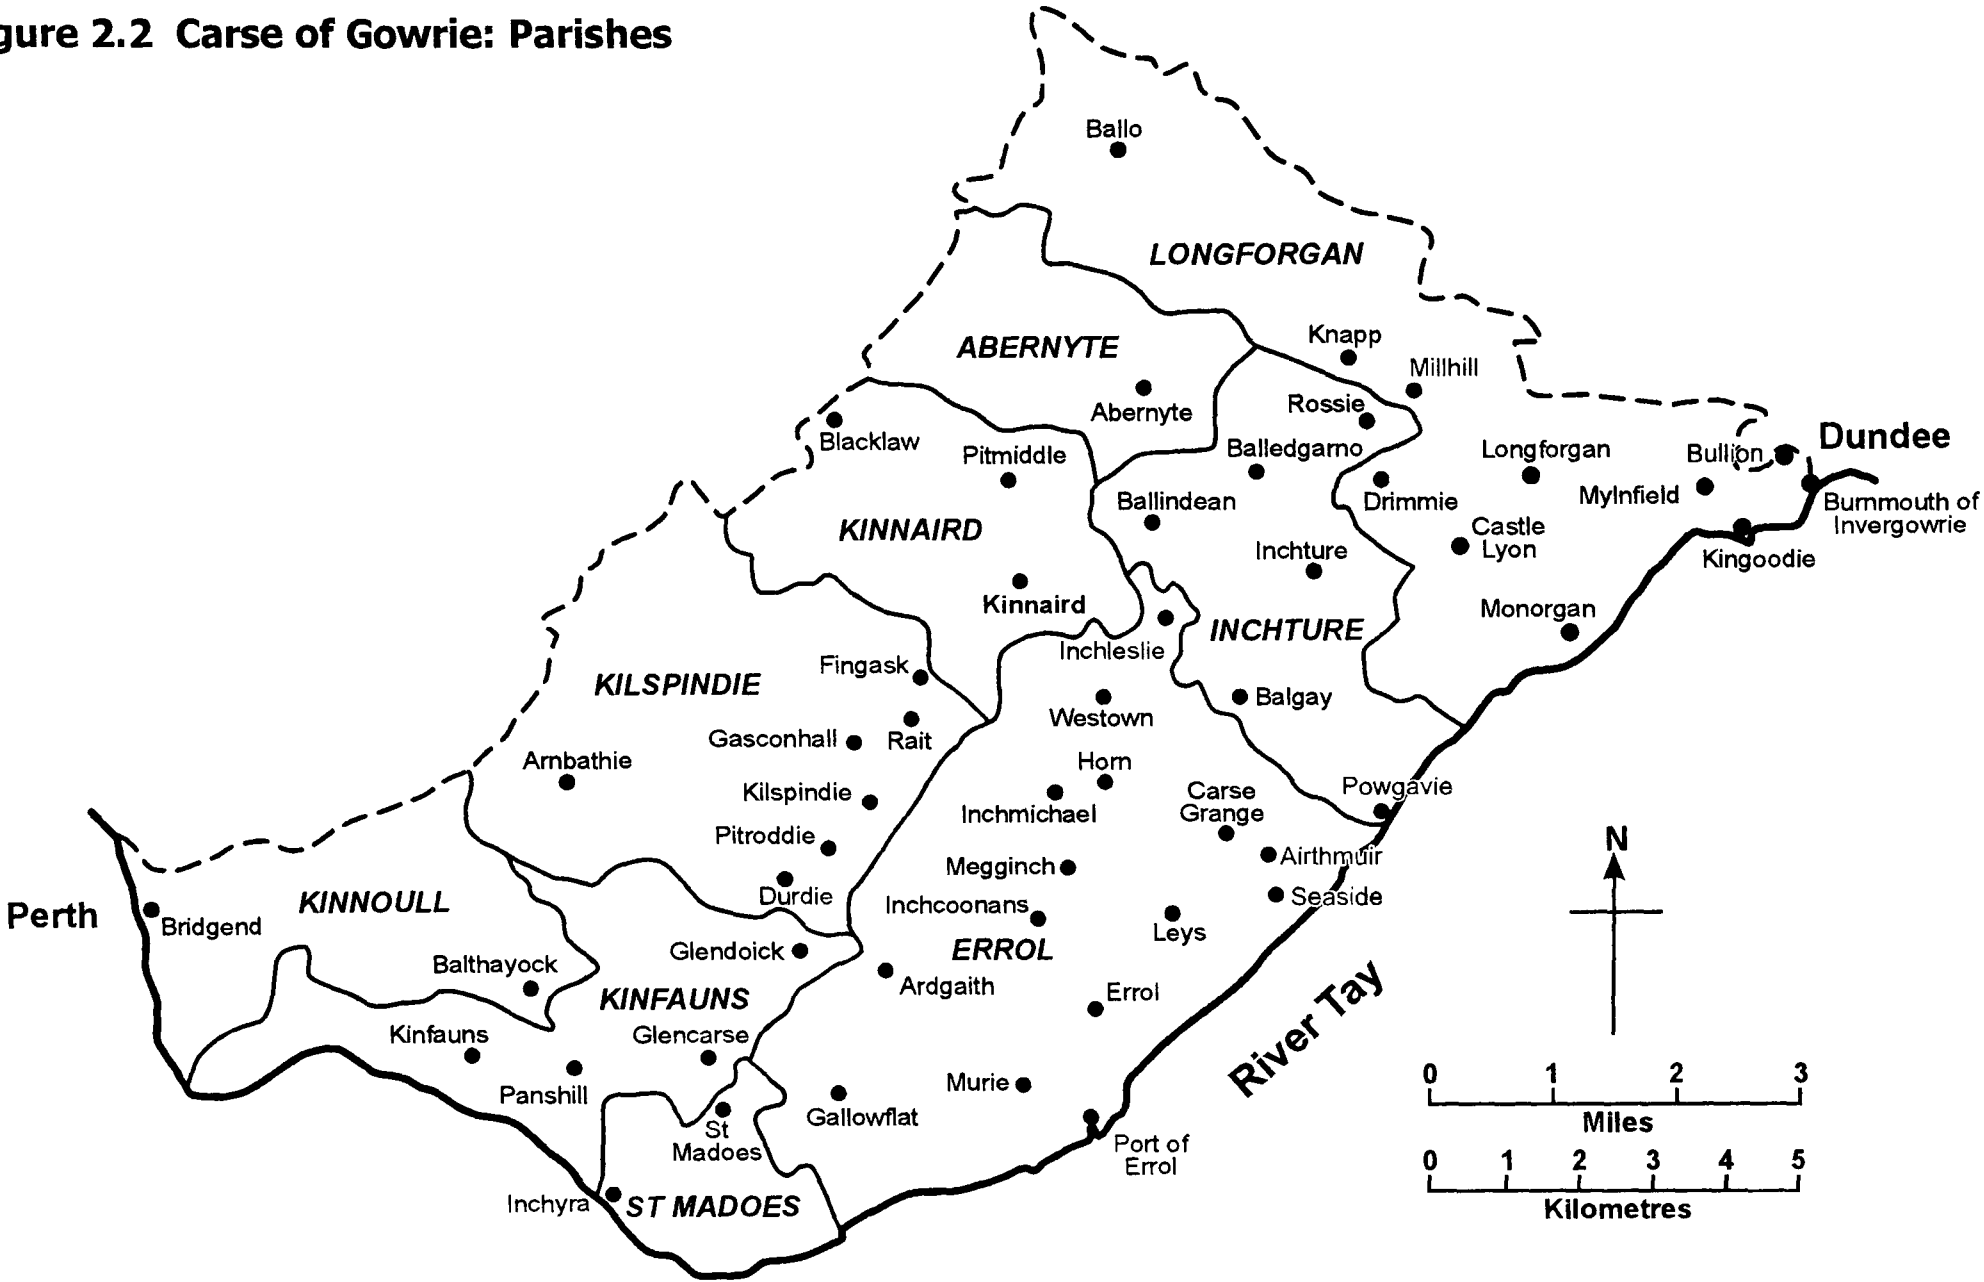 gure 2.2 Carse of Gowrie: Parishes
Ballo
LONGFORGAN
Knapp
ABERNYTE
Millhill
Rossie
Abernyte
Blacklaw
Dundee
Balledgarno
Longforgan
Bullion
Pitmiddle
Mylnfield
Drimmie
Ballindean
Burnmouth of
Invergowrie
KINNAIRD
Castle
Lyon
Inchture
Kingoodie
Kinnaird
Monorgan
INCHTURE
Inchleslie
Fingask
KILSPINDIE
Balgay
Westown
Gasconhall
Rait
Arnbathie
Horn
Powgavie
Kilspindie
Carse
Grange
Inchmichael
Pitroddie
N
Airthmuir
Megginch
Durdie
Seaside
KINNOULL
Inchcoonans
Perth
Bridgend
Leys
Glendoick
ERROL
Balthayock
Ardgaith
Errol
KINFAUNS
River Tay
Kinfauns
Glencarse
Panshill
Murie
Gallowflat
St
Madoes
Port of
Errol
Inchyra
ST MADOES
0 1 2 3
Miles
0 1 2 3 4 5
Kilometres